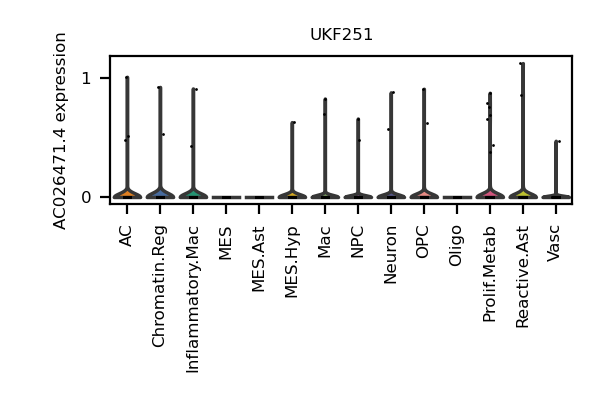 UKF251
AC026471.4 expression
1
0
AC
Chromatin.Reg
Inflammatory.Mac
MES
MES.Ast
MES.Hyp
Mac
NPC
Neuron
OPC
Oligo
Prolif.Metab
Reactive.Ast
Vasc